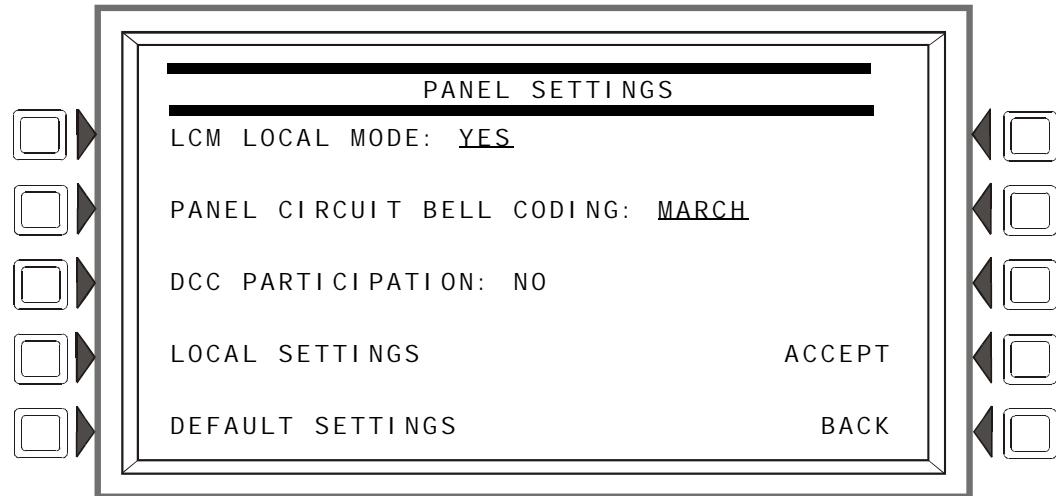 PANEL SETTINGS
LCM LOCAL MODE: YES
PANEL CIRCUIT BELL CODING: MARCH
DCC PARTICIPATION: NO
LOCAL SETTINGS ACCEPT
DEFAULT SETTINGS BACK